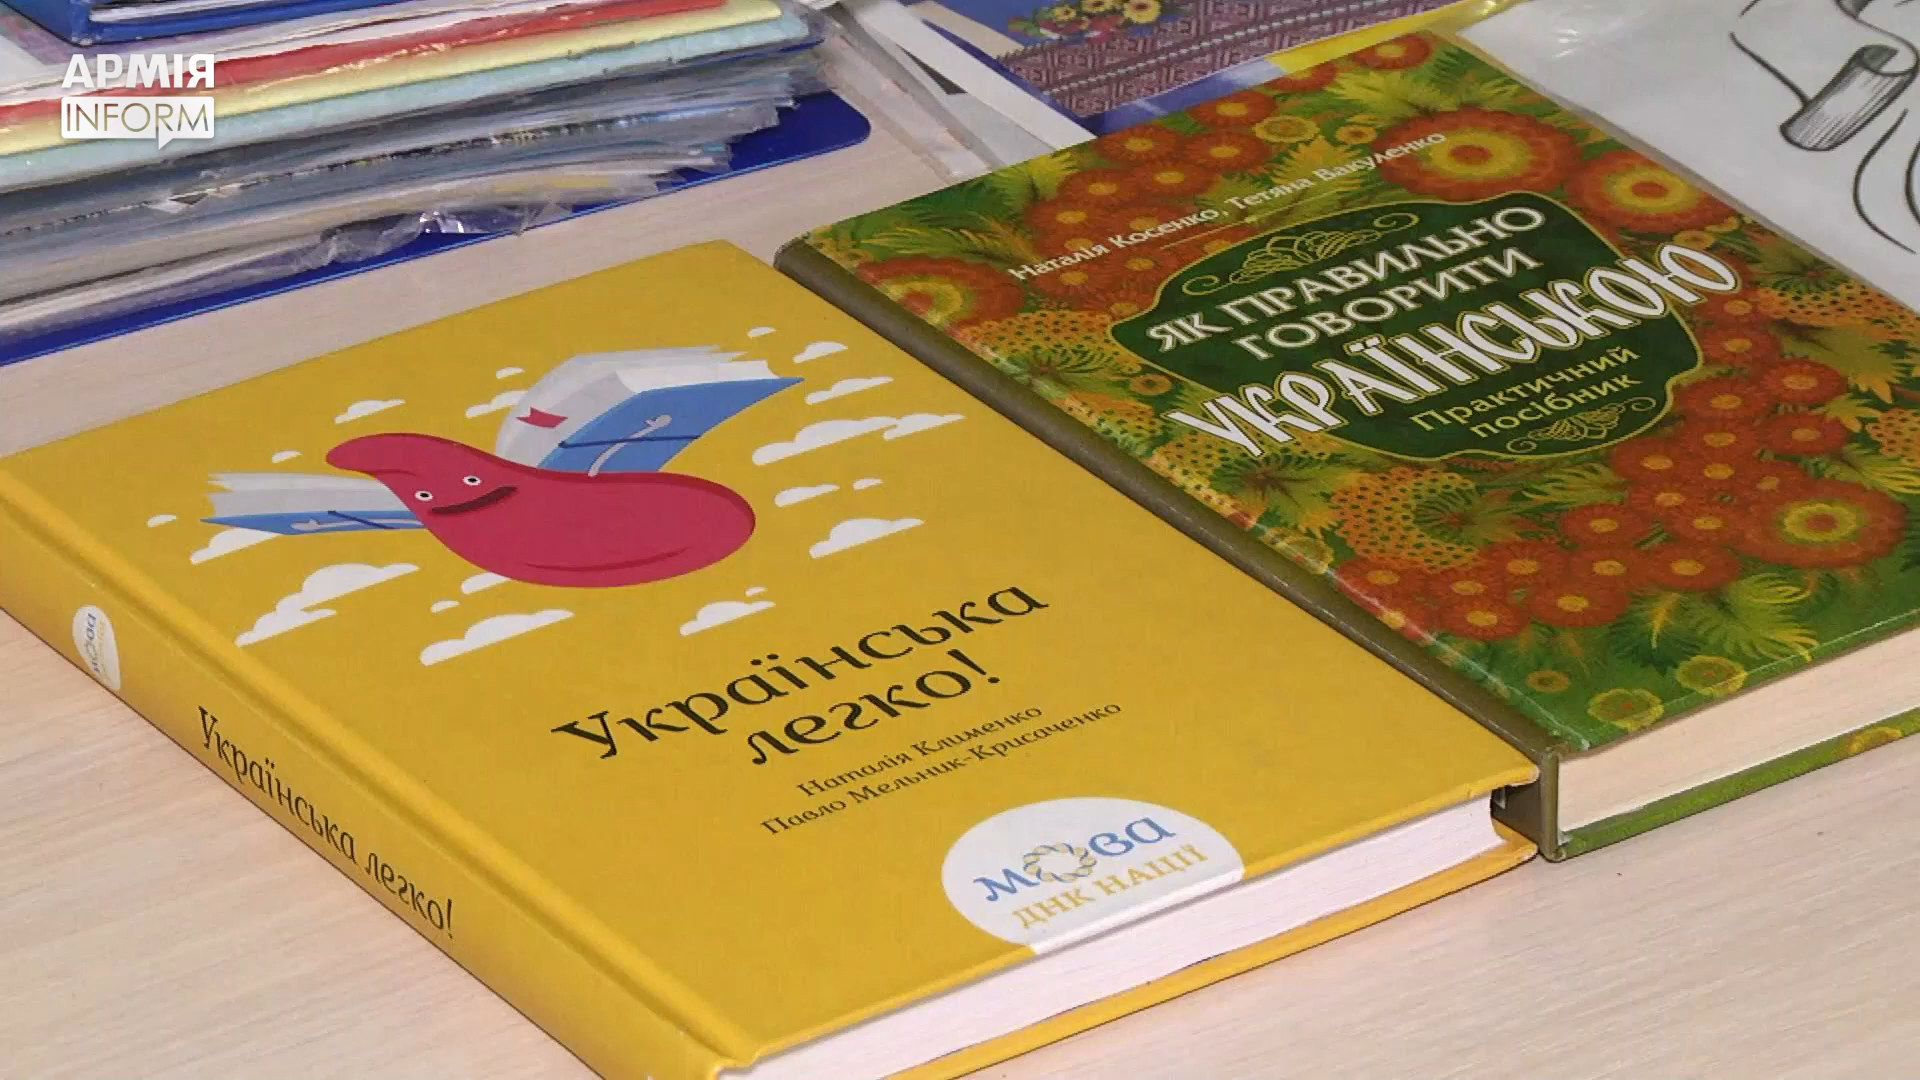 АРМІЯ
INFORM
Наталія Косенко, Тетяна Вакуленко
ЯК ПРАВИЛЬНО
ГОВОРИТИ
УКРАЇНСЬКОЮ
Практичний
посібник
Українська
легко!
Наталія Клименко
Павло Мельник-Крисаченко
мова
ДНК НАЦІЇ
мова
Українська легко!